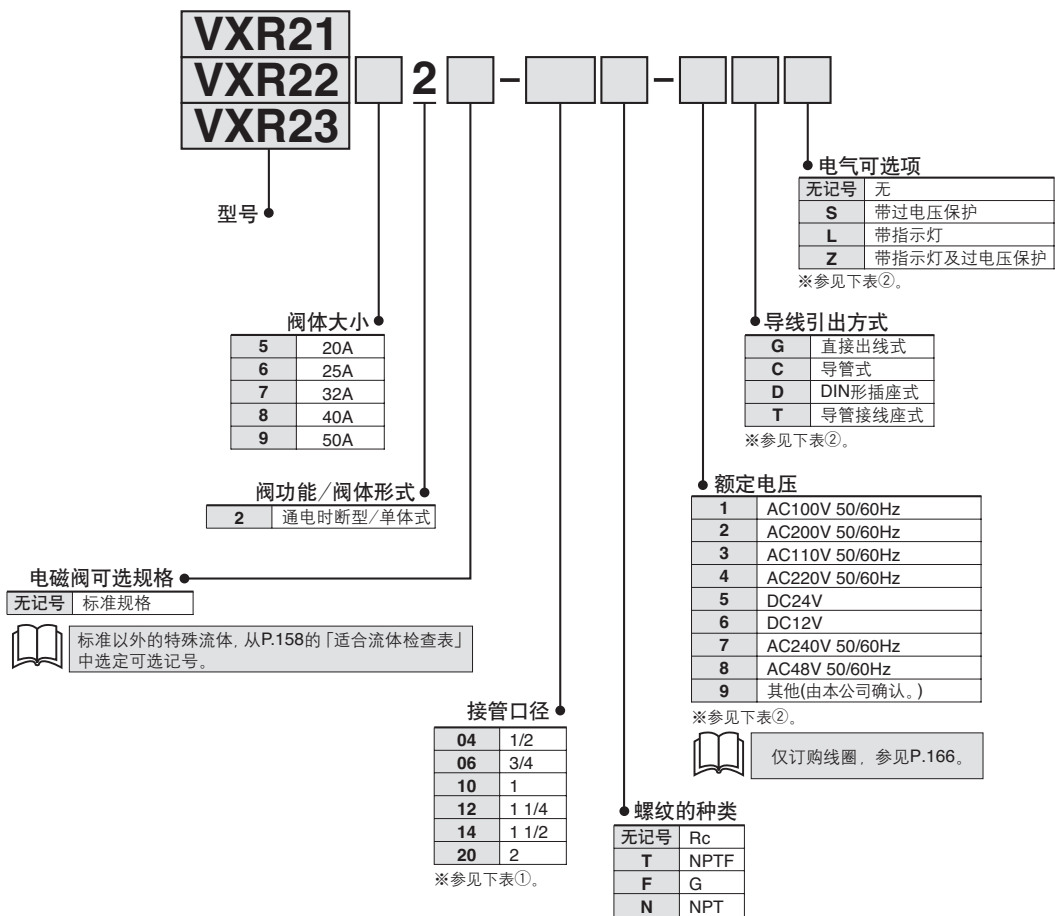 VXR21
VXR22 2 - -
VXR23
型号
电气可选项
无记号 无
S 带过电压保护
L 带指示灯
Z 带指示灯及过电压保护
※参见下表②。
阀体大小
5 20A
6 25A
7 32A
8 40A
9 50A
导线引出方式
G 直接出线式
C 导管式
D DIN形插座式
T 导管接线座式
※参见下表②。
阀功能/阀体形式
2 通电时断型/单体式
额定电压
1 AC100V 50/60Hz
2 AC200V 50/60Hz
3 AC110V 50/60Hz
4 AC220V 50/60Hz
5 DC24V
6 DC12V
7 AC240V 50/60Hz
8 AC48V 50/60Hz
9 其他(由本公司确认。)
※参见下表②。
仅订购线圈，参见P.166。
电磁阀可选规格
无记号 标准规格
标准以外的特殊流体，从P.158的「适合流体检查表」
中选定可选记号。
接管口径
04 1/2
06 3/4
10 1
12 1 1/4
14 1 1/2
20 2
※参见下表①。
螺纹的种类
无记号 Rc
T NPTF
F G
N NPT